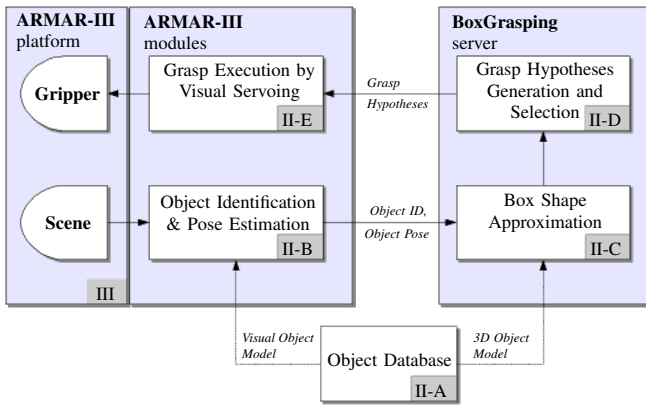 ARMAR-III
platform
Gripper
Scene
III
ARMAR-III
modules
Grasp Execution by
Visual Servoing
II-E
Object Identification
& Pose Estimation
II-B
Grasp
Hypotheses
Object ID,
Object Pose
BoxGrasping
server
Grasp Hypotheses
Generation and
Selection
II-D
Box Shape
Approximation
II-C
Visual Object
Model
Object Database
II-A
3D Object
Model